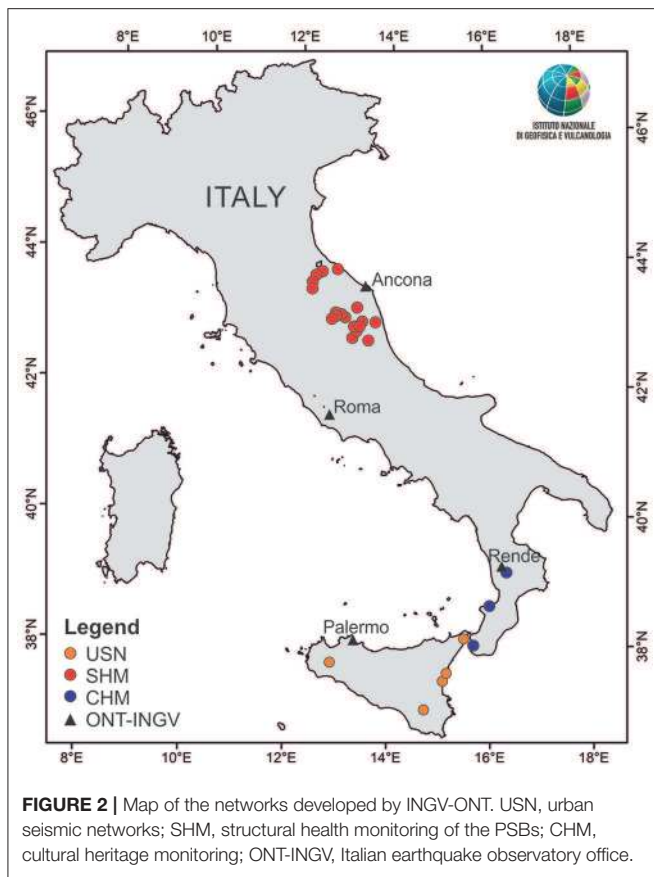 8°E 10°E 12°E 14°E 16°E 18°E
46°N
46°N
ISTITUTO NAZIONALE
DI GEOFISICA E VULCANOLOGIA
ITALY
44°N
44°N
Ancona
42°N
42°N
Roma
40°N
40°N
Rende
38°N
38°N
Palermo
Legend
USN
SHM
CHM
ONT-INGV
8°E 10°E 12°E 14°E 16°E 18°E
FIGURE 2 | Map of the networks developed by INGV-ONT. USN, urban
seismic networks; SHM, structural health monitoring of the PSBs; CHM,
cultural heritage monitoring; ONT-INGV, Italian earthquake observatory office.